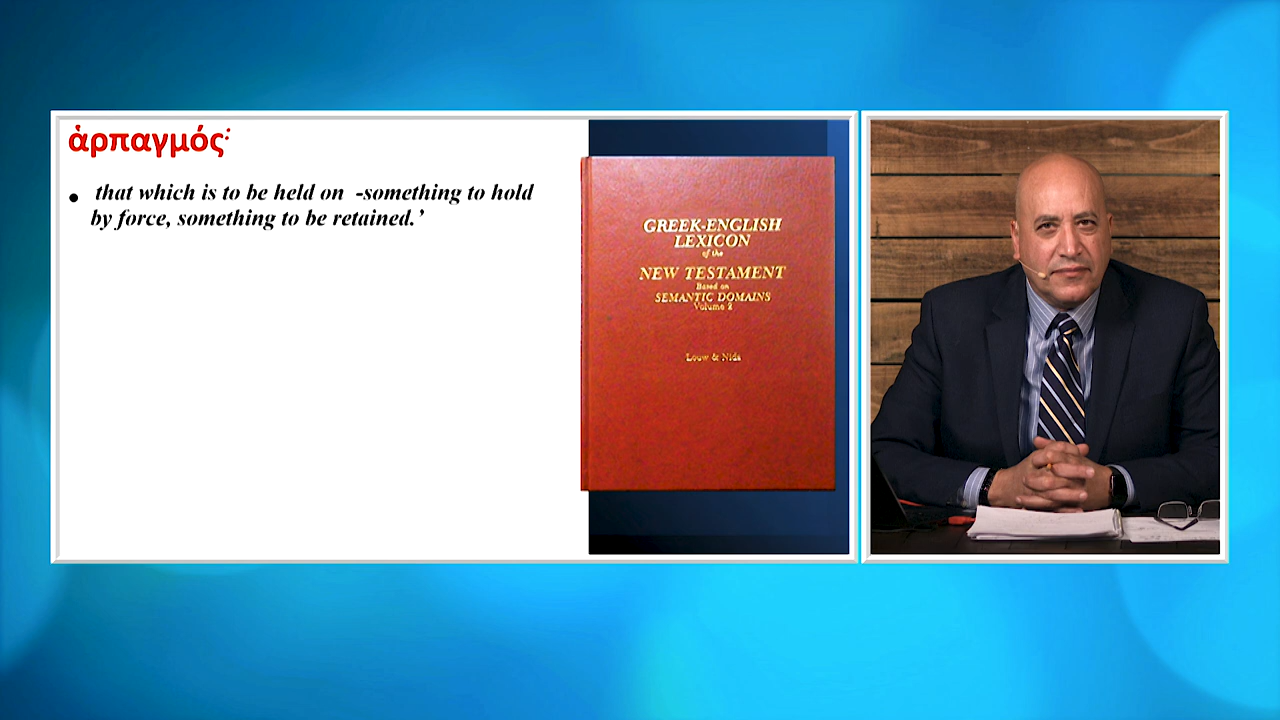 ἁρπαγμός:
• that which is to be held on -something to hold
by force, something to be retained.’
GREEK-ENGLISH
LEXICON
of the
NEW TESTAMENT
Based on
SEMANTIC DOMAINS
Volume 2
Louw & Nida